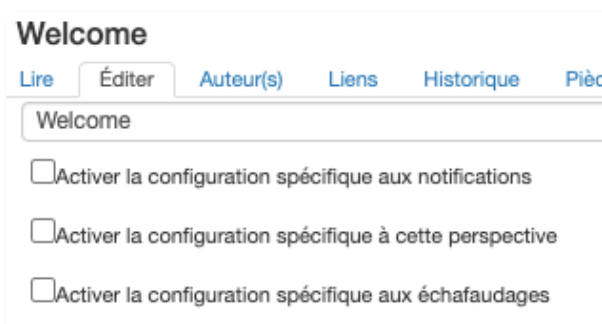 Welcome
Lire Éditer Auteur(s) Liens Historique Pièc
Welcome
Activer la configuration spécifique aux notifications
Activer la configuration spécifique à cette perspective
Activer la configuration spécifique aux échafaudages